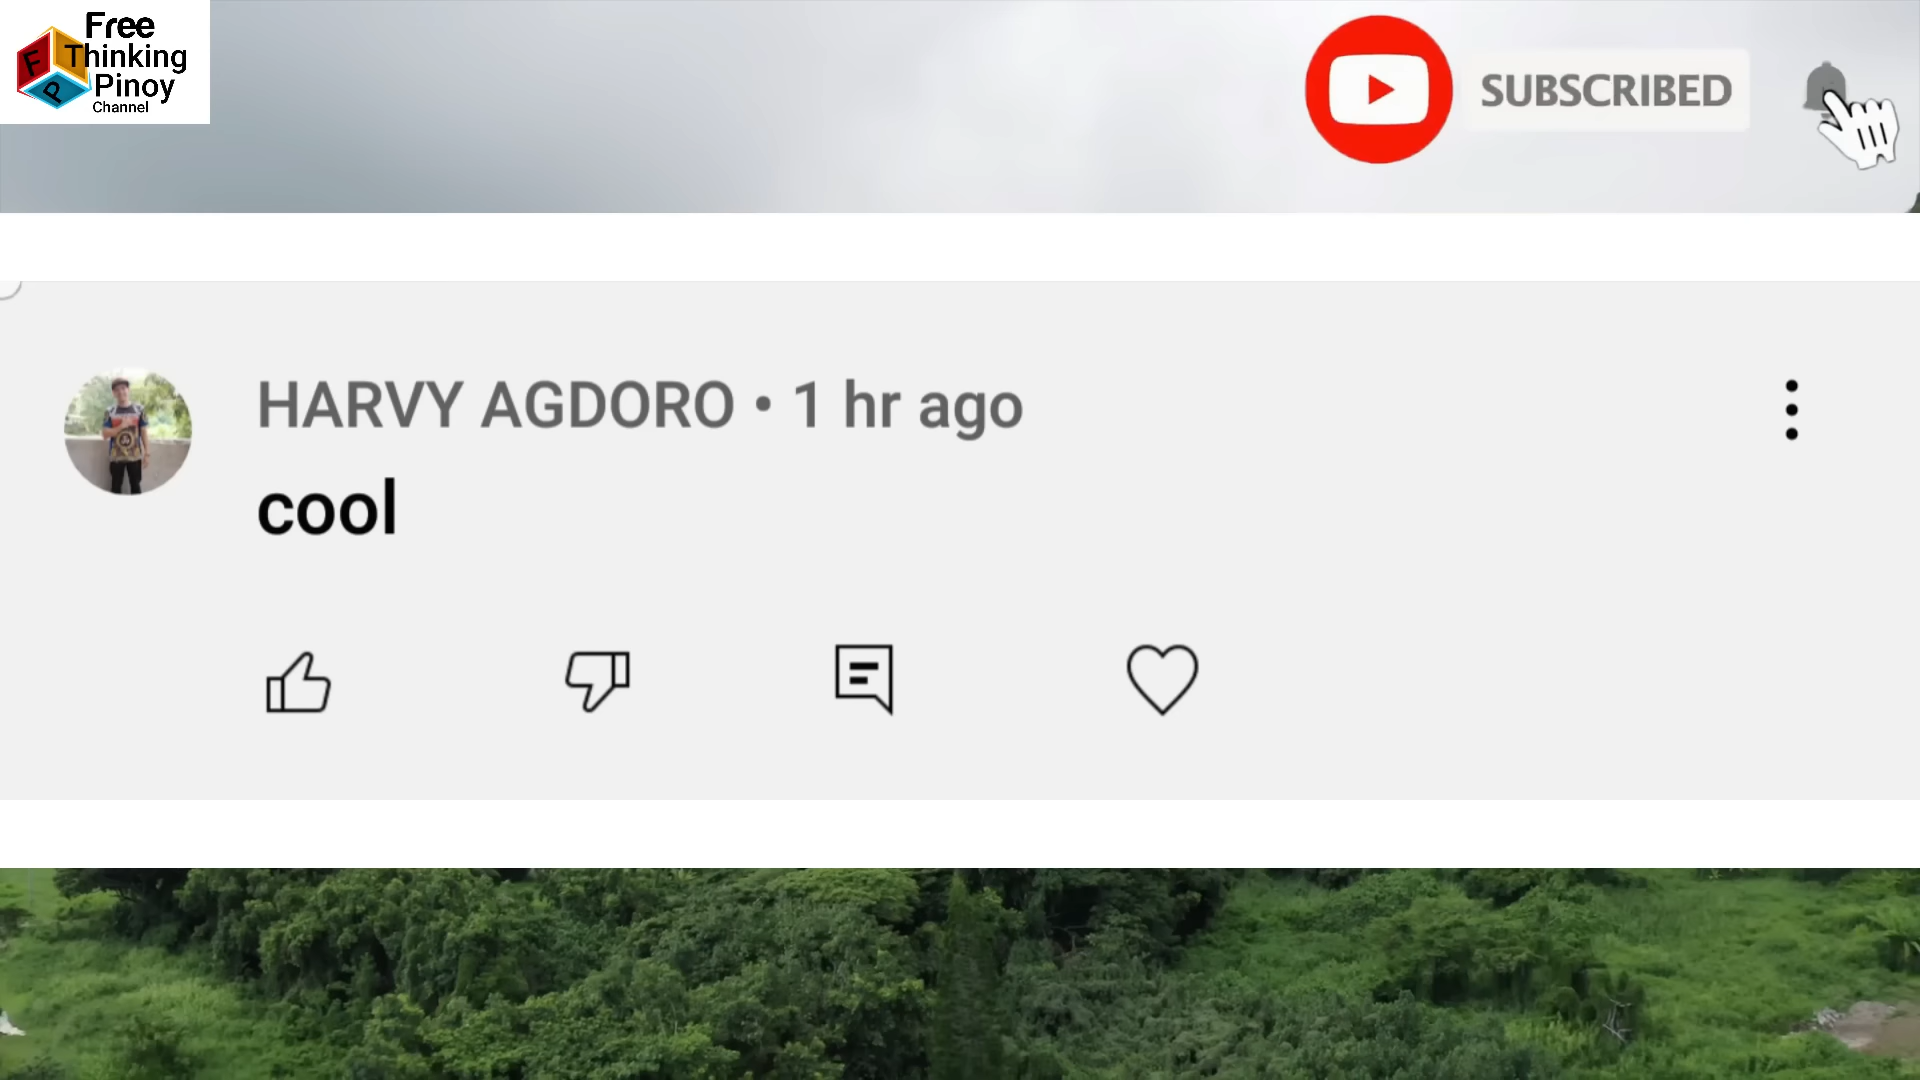 Free
Thinking
Pinoy
Channel
F
P
SUBSCRIBED
HARVY AGDORO • 1 hr ago
cool